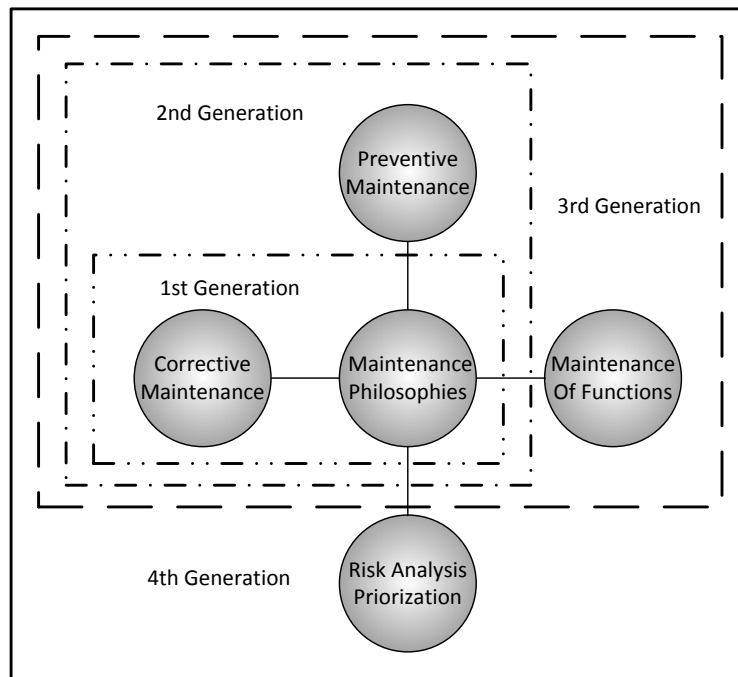 2nd Generation
Preventive
Maintenance
3rd Generation
1st Generation
Corrective
Maintenance
Maintenance
Philosophies
Maintenance
Of Functions
4th Generation
Risk Analysis
Priorization